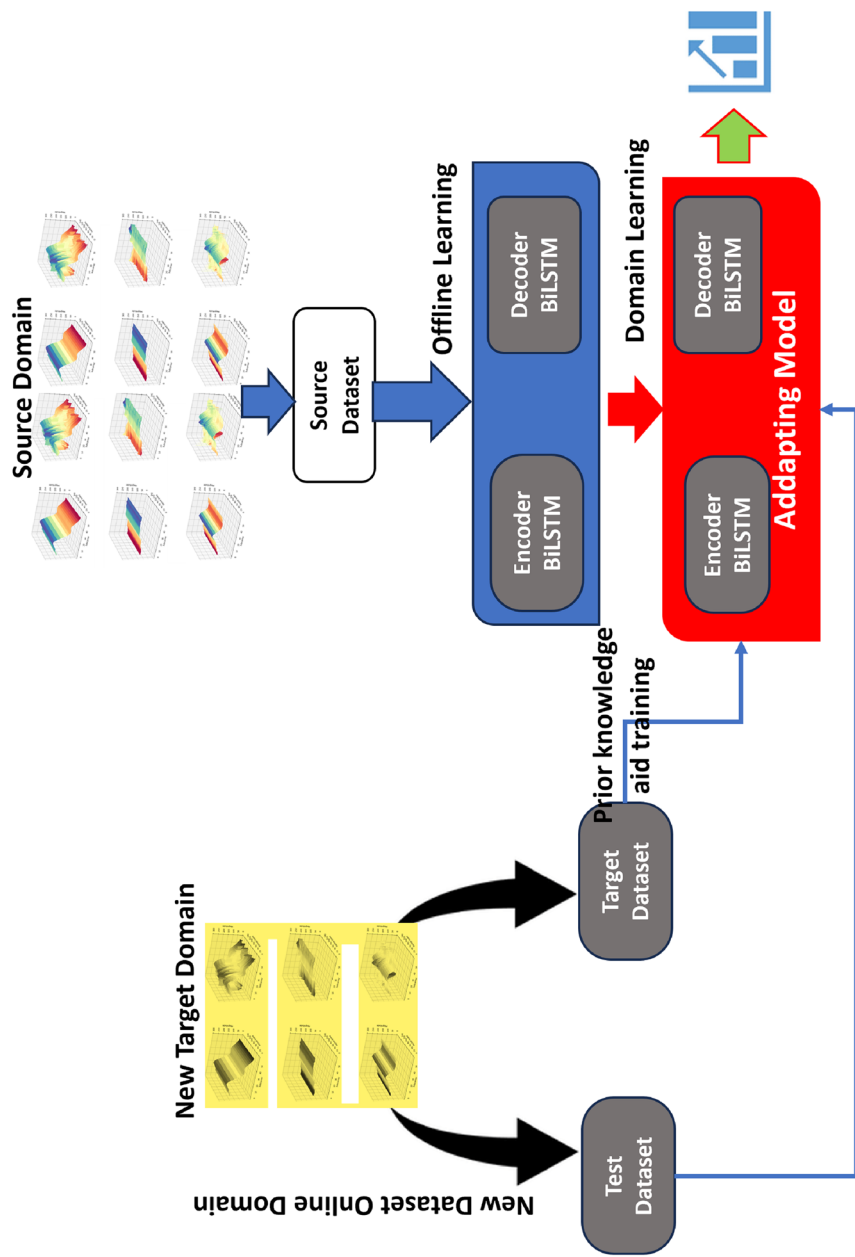 New Target Domain
Source Domain
New Dataset Online Domain
Source
Dataset
Offline Learning
Encoder
BiLSTM
Decoder
BiLSTM
Test
Dataset
Target
Dataset
Prior knowledge
aid training
Domain Learning
Encoder
BiLSTM
Decoder
BiLSTM
Addapting Model